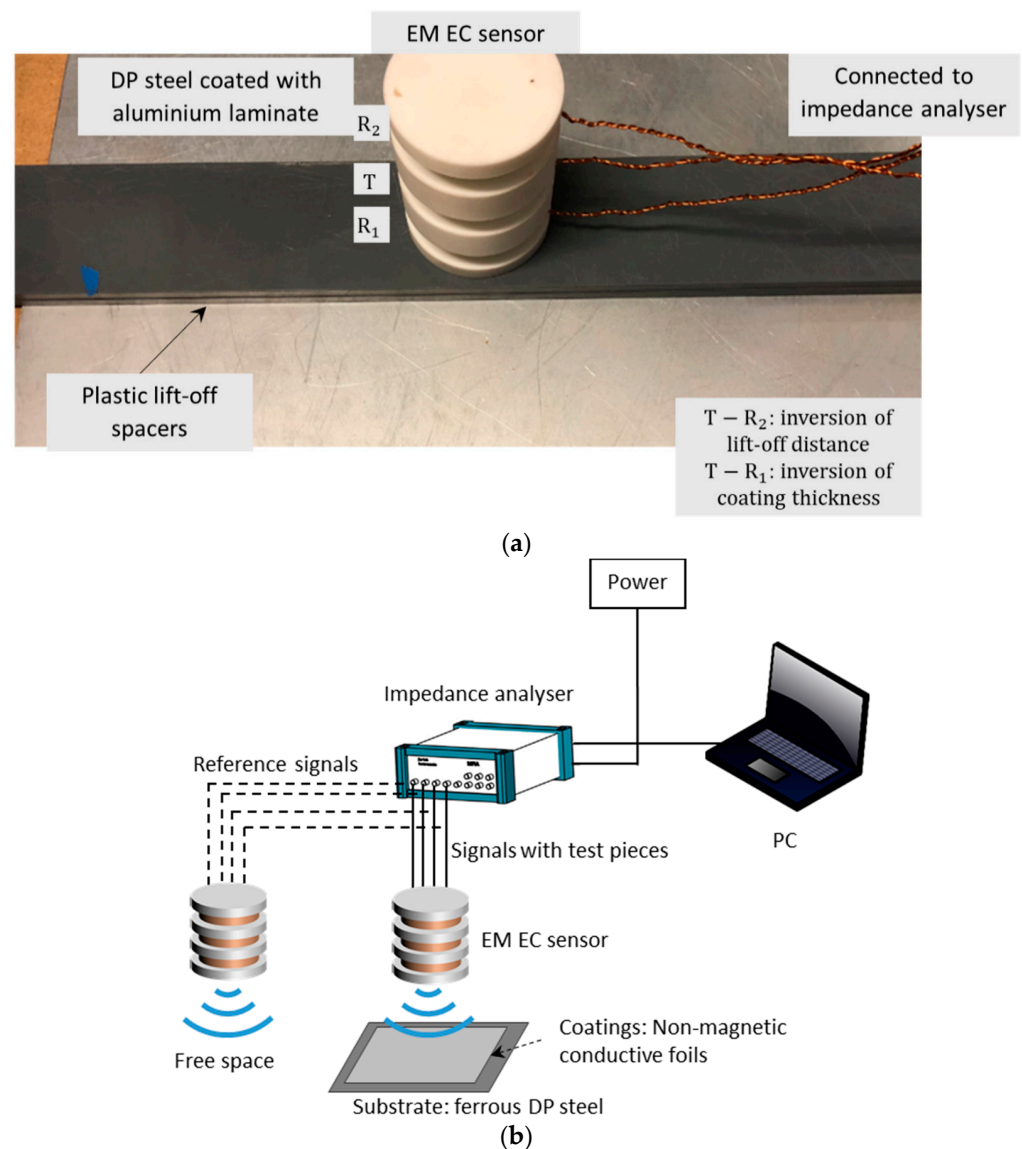 EM EC sensor
DP steel coated with
aluminium laminate
Connected to
impedance analyser
R₂
T
R₁
Plastic lift-off
spacers
T − R₂: inversion of
lift-off distance
T − R₁: inversion of
coating thickness
(a)
Power
Impedance analyser
Reference signals
PC
Signals with test pieces
EM EC sensor
Coatings: Non-magnetic
conductive foils
Free space
Substrate: ferrous DP steel
(b)